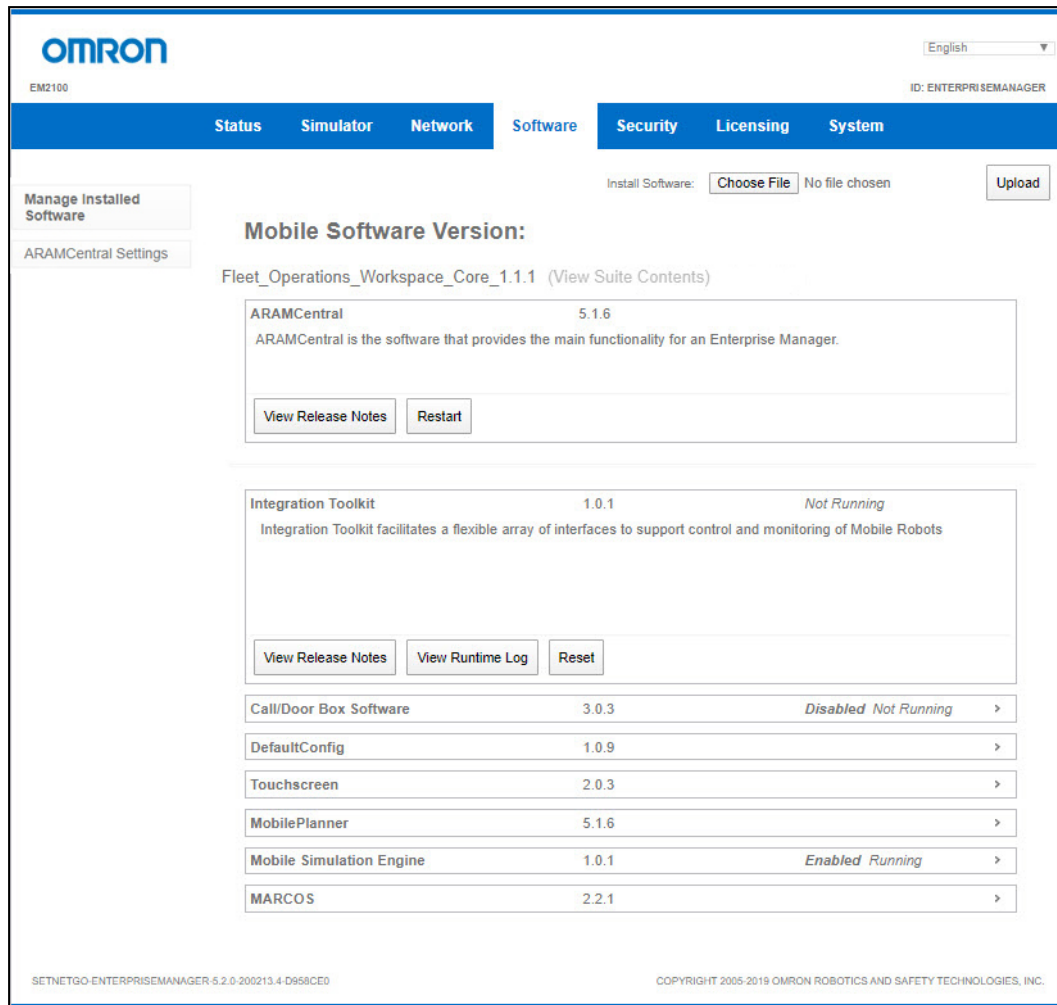 OMRON
English
EM2100
ID: ENTERPRISEMANAGER
Status Simulator Network Software Security Licensing System
Install Software: Choose File No file chosen Upload
Manage Installed
Software
ARAMCentral Settings
Mobile Software Version:
Fleet_Operations_Workspace_Core_1.1.1 (View Suite Contents)
ARAMCentral 5.1.6
ARAMCentral is the software that provides the main functionality for an Enterprise Manager.
View Release Notes Restart
Integration Toolkit 1.0.1 Not Running
Integration Toolkit facilitates a flexible array of interfaces to support control and monitoring of Mobile Robots
View Release Notes View Runtime Log Reset
Call/Door Box Software 3.0.3 Disabled Not Running
DefaultConfig 1.0.9
Touchscreen 2.0.3
MobilePlanner 5.1.6
Mobile Simulation Engine 1.0.1 Enabled Running
MARCOS 2.2.1
SETNETGO-ENTERPRISEMANAGER-5.2.0-200213.4-D958CE0
COPYRIGHT 2005-2019 OMRON ROBOTICS AND SAFETY TECHNOLOGIES, INC.